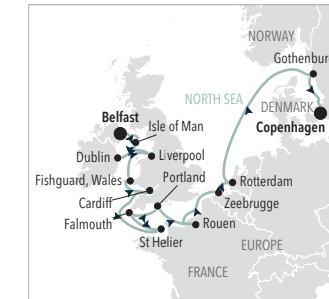 NORWAY
Gothenbur
NORTH SEA
DENMARK
Copenhagen
Belfast
Isle of Man
Dublin
Liverpool
Fishguard, Wales
Portland
Cardiff
Rotterdam
Zeebrugge
Falmouth
Rouen
St Helier
EUROPE
FRANCE